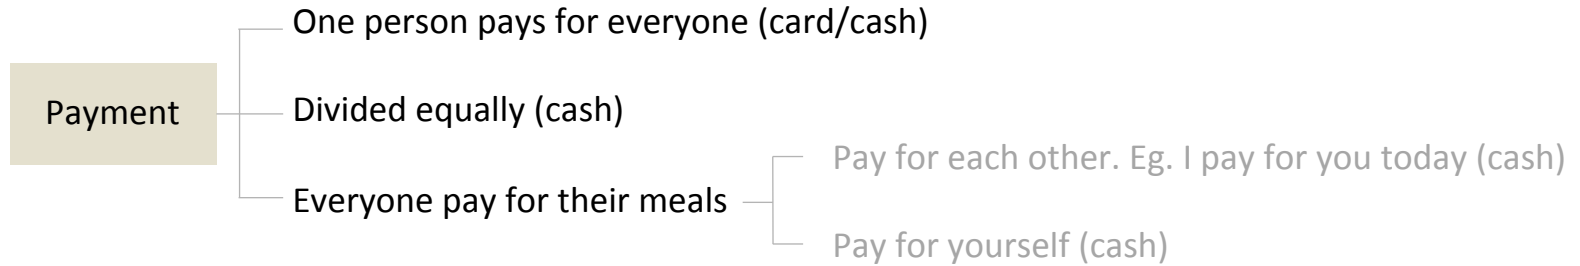 One person pays for everyone (card/cash)
Payment
Divided equally (cash)
Everyone pay for their meals
Pay for each other. Eg. I pay for you today (cash)
Pay for yourself (cash)